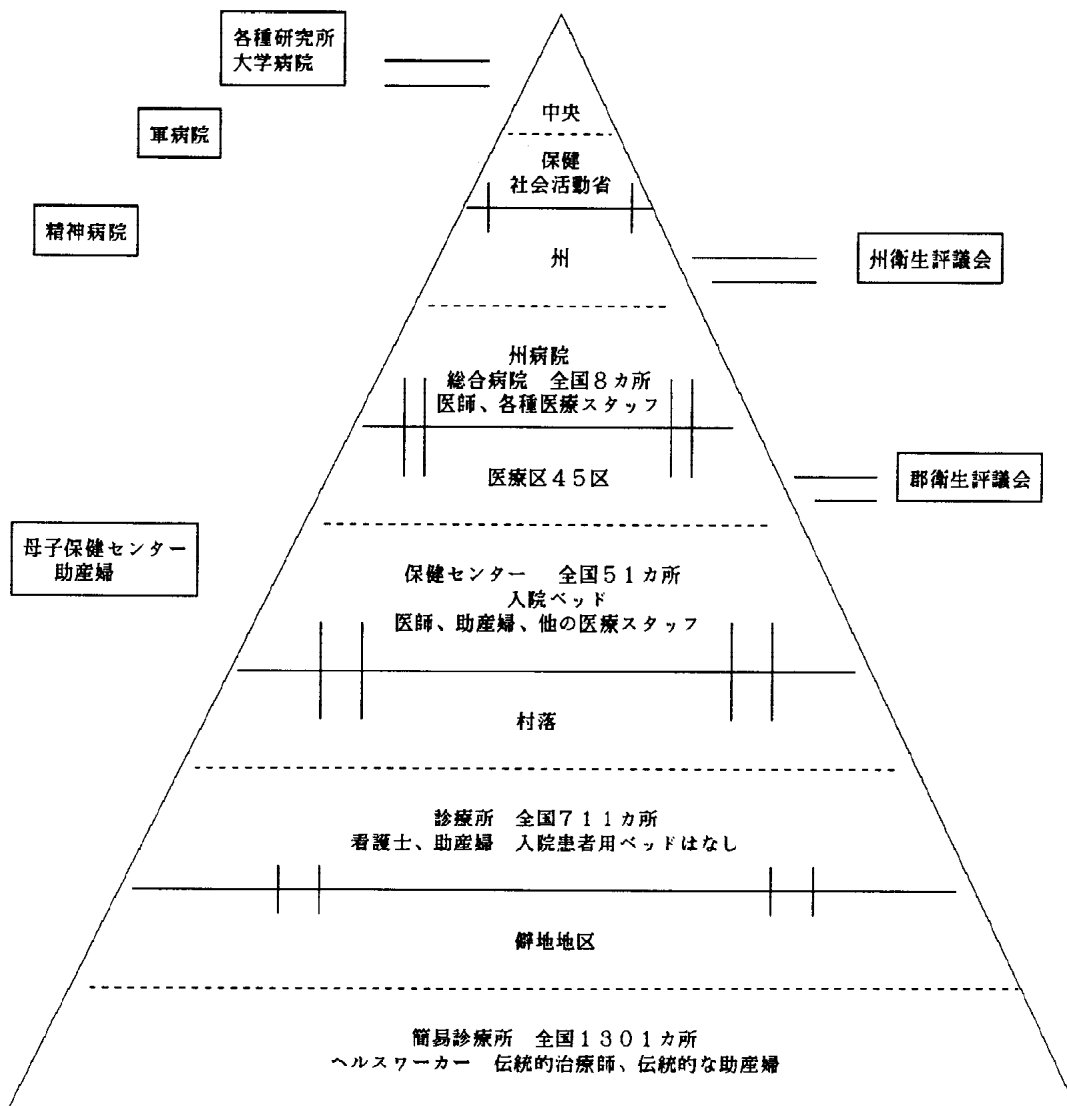 各種研究所
大学病院
中央
軍病院
保健
社会活動省
精神病院
州
州衛生評議会
州病院
総合病院　全国8カ所
医師、各種医療スタッフ
医療区45区
郡衛生評議会
母子保健センター
助産婦
保健センター　全国51カ所
入院ベッド
医師、助産婦、他の医療スタッフ
村落
診療所　全国711カ所
看護士、助産婦　入院患者用ベッドはなし
僻地地区
簡易診療所　全国1301カ所
ヘルスワーカー　伝統的治療師、伝統的な助産婦